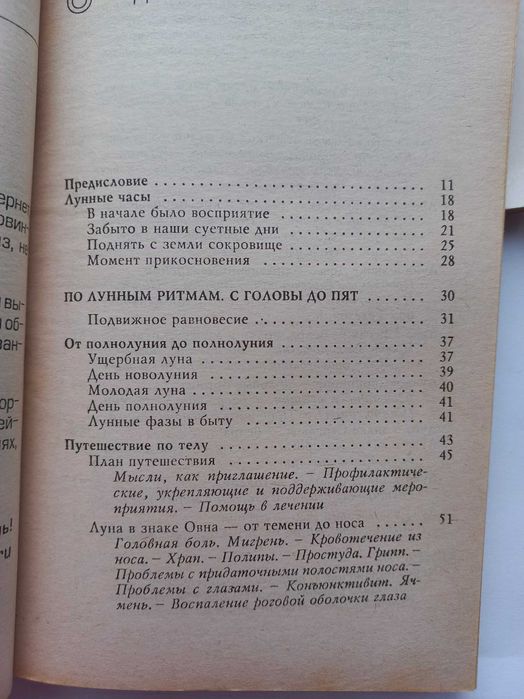 Предисловие . . . . . . . . . . . . . . . . . . . . . . . . . . . . 11
Лунные часы . . . . . . . . . . . . . . . . . . . . . . . . . . . . 18
В начале было восприятие . . . . . . . . . . . . . . . . . 18
Забыто в наши суетные дни . . . . . . . . . . . . . . . . 21
Поднять с земли сокровище . . . . . . . . . . . . . . . . 25
Момент прикосновения . . . . . . . . . . . . . . . . . . . 28
ПО ЛУННЫМ РИТМАМ. С ГОЛОВЫ ДО ПЯТ . . . . . . . 30
Подвижное равновесие . . . . . . . . . . . . . . . . . . . 31
От полнолуния до полнолуния . . . . . . . . . . . . . . . . 37
Ущербная луна . . . . . . . . . . . . . . . . . . . . . . . . 37
День новолуния . . . . . . . . . . . . . . . . . . . . . . . 39
Молодая луна . . . . . . . . . . . . . . . . . . . . . . . . 40
День полнолуния . . . . . . . . . . . . . . . . . . . . . . 41
Лунные фазы в быту . . . . . . . . . . . . . . . . . . . . 41
Путешествие по телу . . . . . . . . . . . . . . . . . . . . . . 43
План путешествия . . . . . . . . . . . . . . . . . . . . . 45
Мысли, как приглашение. – Профилактиче-
ские, укрепляющие и поддерживающие меро-
приятия. – Помощь в лечении
Луна в знаке Овна — от темени до носа . . . . . . . 51
Головная боль. Мигрень. – Кровотечение из
носа. – Храп. – Полипы. – Простуда. Грипп. –
Проблемы с придаточными полостями носа. –
Проблемы с глазами. – Конъюнктивит. Яч-
мень. – Воспаление роговой оболочки глаза